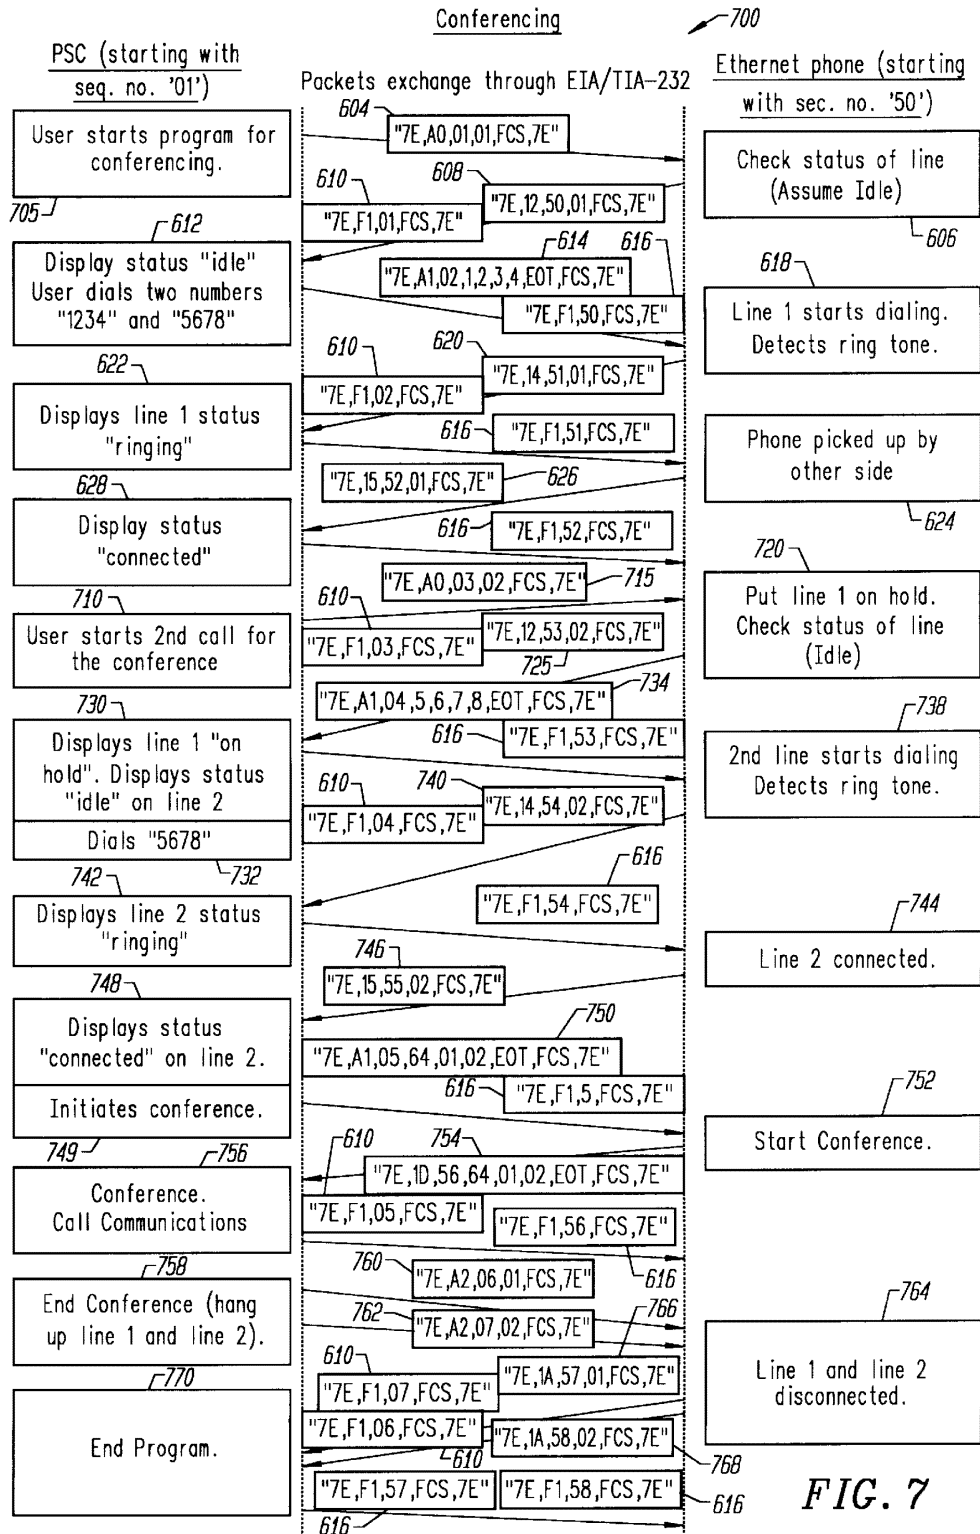 Conferencing
700
PSC (starting with
seq. no. '01')
Packets exchange through EIA/TIA-232
Ethernet phone (starting
with sec. no. '50')
604
"7E,A0,01,01,FCS,7E"
User starts program for
conferencing.
705
Check status of line
(Assume Idle)
606
610
608
"7E,12,50,01,FCS,7E"
"7E,F1,01,FCS,7E"
612
Display status "idle"
User dials two numbers
"1234" and "5678"
614
616
"7E,A1,02,1,2,3,4,EOT,FCS,7E"
"7E,F1,50,FCS,7E"
618
Line 1 starts dialing.
Detects ring tone.
610
620
"7E,14,51,01,FCS,7E"
"7E,F1,02,FCS,7E"
622
Displays line 1 status
"ringing"
616
"7E,F1,51,FCS,7E"
Phone picked up by
other side
624
"7E,15,52,01,FCS,7E"
626
628
Display status
"connected"
616
"7E,F1,52,FCS,7E"
"7E,A0,03,02,FCS,7E"
715
720
Put line 1 on hold.
Check status of line
(Idle)
710
User starts 2nd call for
the conference
610
"7E,F1,03,FCS,7E"
"7E,12,53,02,FCS,7E"
725
734
"7E,A1,04,5,6,7,8,EOT,FCS,7E"
616
"7E,F1,53,FCS,7E"
730
Displays line 1 "on
hold". Displays status
"idle" on line 2
Dials "5678"
732
738
2nd line starts dialing
Detects ring tone.
610
740
"7E,14,54,02,FCS,7E"
"7E,F1,04,FCS,7E"
616
"7E,F1,54,FCS,7E"
742
Displays line 2 status
"ringing"
744
Line 2 connected.
746
"7E,15,55,02,FCS,7E"
748
Displays status
"connected" on line 2.
Initiates conference.
749
750
"7E,A1,05,64,01,02,EOT,FCS,7E"
616
"7E,F1,5,FCS,7E"
752
Start Conference.
610
754
"7E,1D,56,64,01,02,EOT,FCS,7E"
"7E,F1,05,FCS,7E"
"7E,F1,56,FCS,7E"
616
756
Conference.
Call Communications
758
End Conference (hang
up line 1 and line 2).
760
"7E,A2,06,01,FCS,7E"
762
"7E,A2,07,02,FCS,7E"
764
Line 1 and line 2
disconnected.
766
610
"7E,1A,57,01,FCS,7E"
"7E,F1,07,FCS,7E"
"7E,F1,06,FCS,7E"
610
"7E,1A,58,02,FCS,7E"
768
770
End Program.
"7E,F1,57,FCS,7E"
616
"7E,F1,58,FCS,7E"
616
FIG. 7